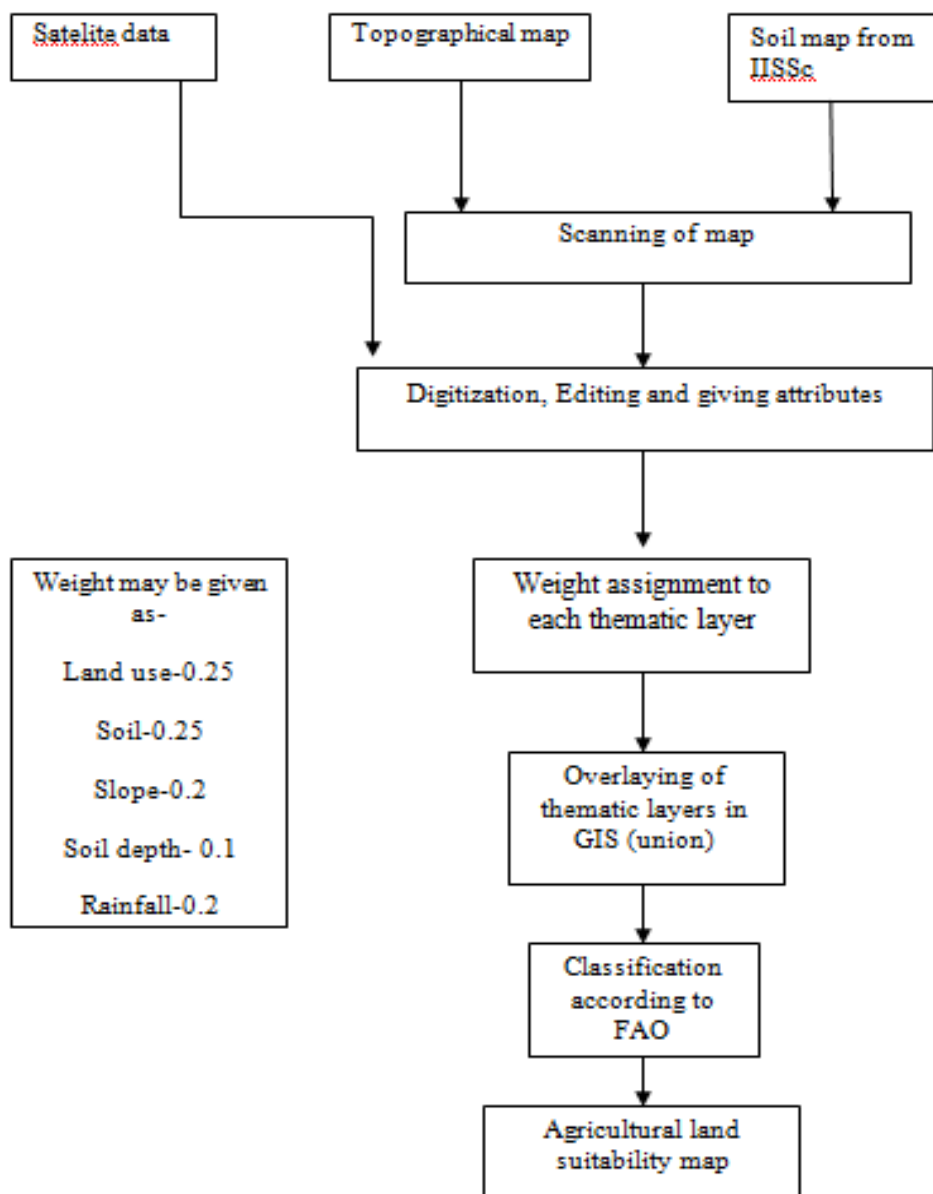 Satelite data
Topographical map
Soil map from
IISSc
Scanning of map
Digitization, Editing and giving attributes
Weight may be given
as-
Land use-0.25
Soil-0.25
Slope-0.2
Soil depth- 0.1
Rainfall-0.2
Weight assignment to
each thematic layer
Overlaying of
thematic layers in
GIS (union)
Classification
according to
FAO
Agricultural land
suitability map